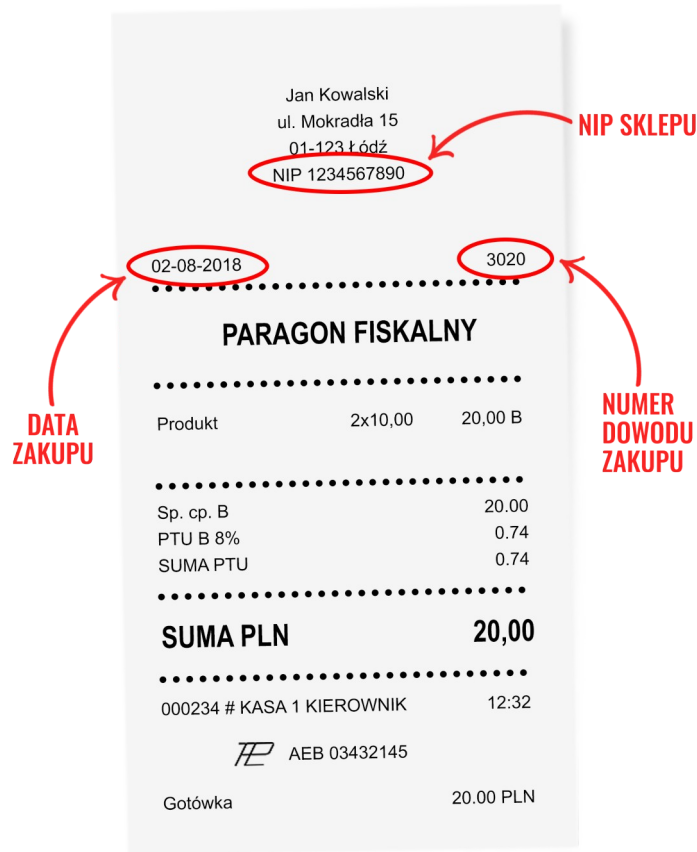 Jan Kowalski
ul. Mokradła 15
01-123 Łódź
NIP 1234567890
NIP SKLEPU
02-08-2018 3020
PARAGON FISKALNY
DATA
ZAKUPU
NUMER
DOWODU
ZAKUPU
Produkt 2x10,00 20,00 B
Sp. cp. B 20.00
PTU B 8% 0.74
SUMA PTU 0.74
SUMA PLN 20,00
000234 # KASA 1 KIEROWNIK 12:32
AEB 03432145
Gotówka 20.00 PLN